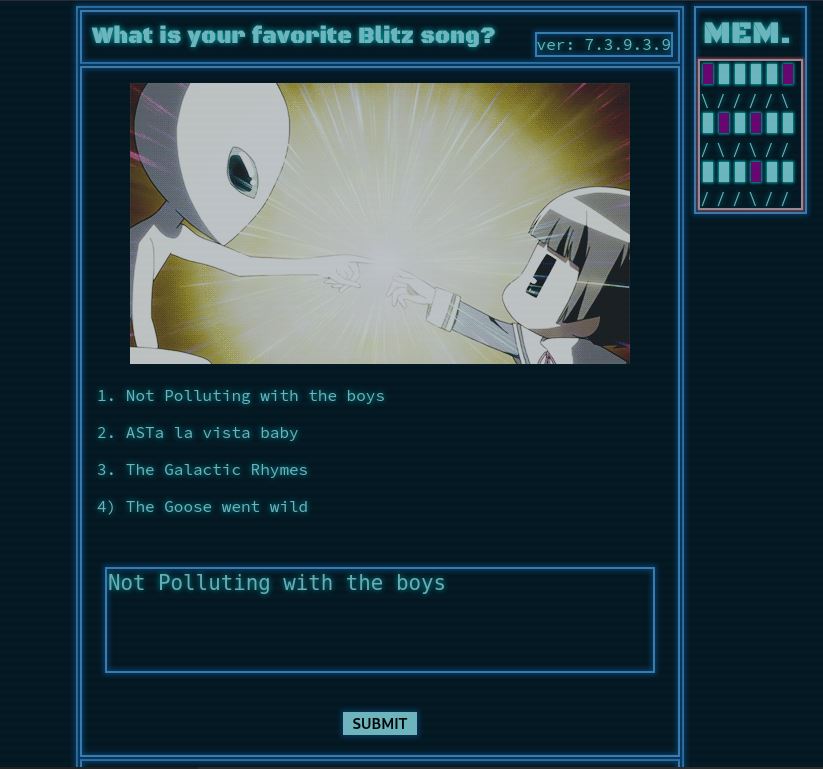 What is your favorite Blitz song?
ver: 7.3.9.3.9
1. Not Polluting with the boys
2. ASTa la vista baby
3. The Galactic Rhymes
4) The Goose went wild
Not Polluting with the boys
SUBMIT
MEM.
\ / / / / \
/ \ / \ / /
/ / / \ / /